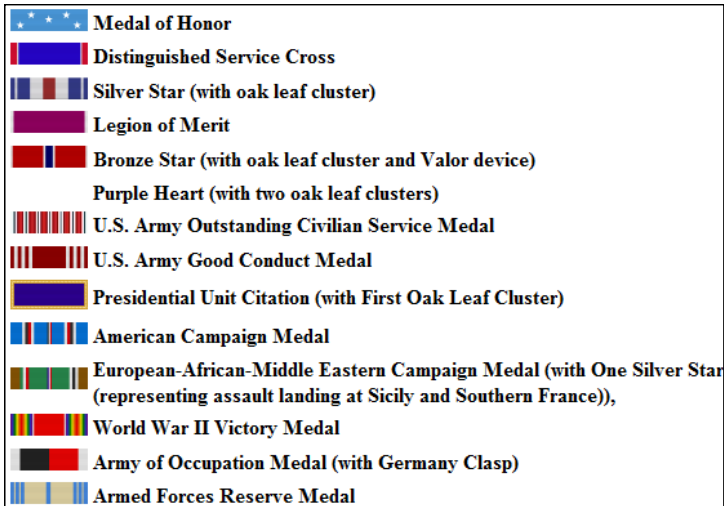 Medal of Honor
Distinguished Service Cross
Silver Star (with oak leaf cluster)
Legion of Merit
Bronze Star (with oak leaf cluster and Valor device)
Purple Heart (with two oak leaf clusters)
U.S. Army Outstanding Civilian Service Medal
U.S. Army Good Conduct Medal
Presidential Unit Citation (with First Oak Leaf Cluster)
American Campaign Medal
European-African-Middle Eastern Campaign Medal (with One Silver Star
(representing assault landing at Sicily and Southern France)),
World War II Victory Medal
Army of Occupation Medal (with Germany Clasp)
Armed Forces Reserve Medal